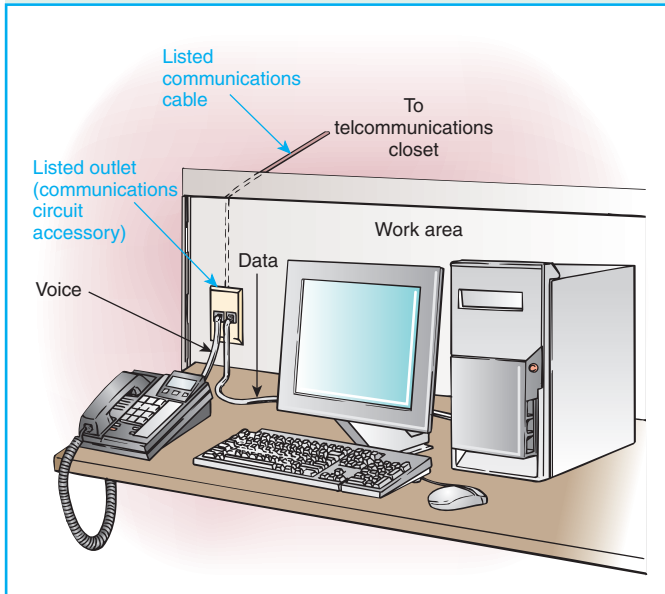 Listed
communications
cable
To
telcommunications
closet
Listed outlet
(communications
circuit
accessory)
Work area
Data
Voice